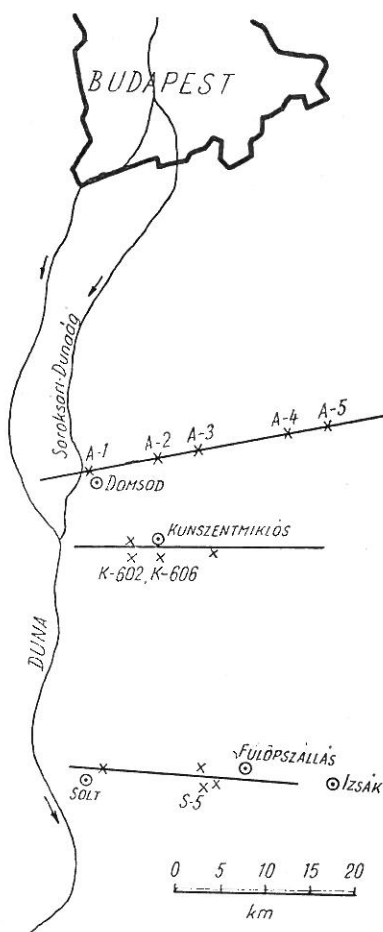 BUDAPEST
Soroksári-Dunaág
A-1 A-2 A-3 A-4 A-5
DOMSOD
KUNSZENTMIKLÓS
K-602, K-606
DUNA
FÜLÖPSZÁLLÁS
SOLT
S-5
IZSÁK
0 5 10 15 20
km